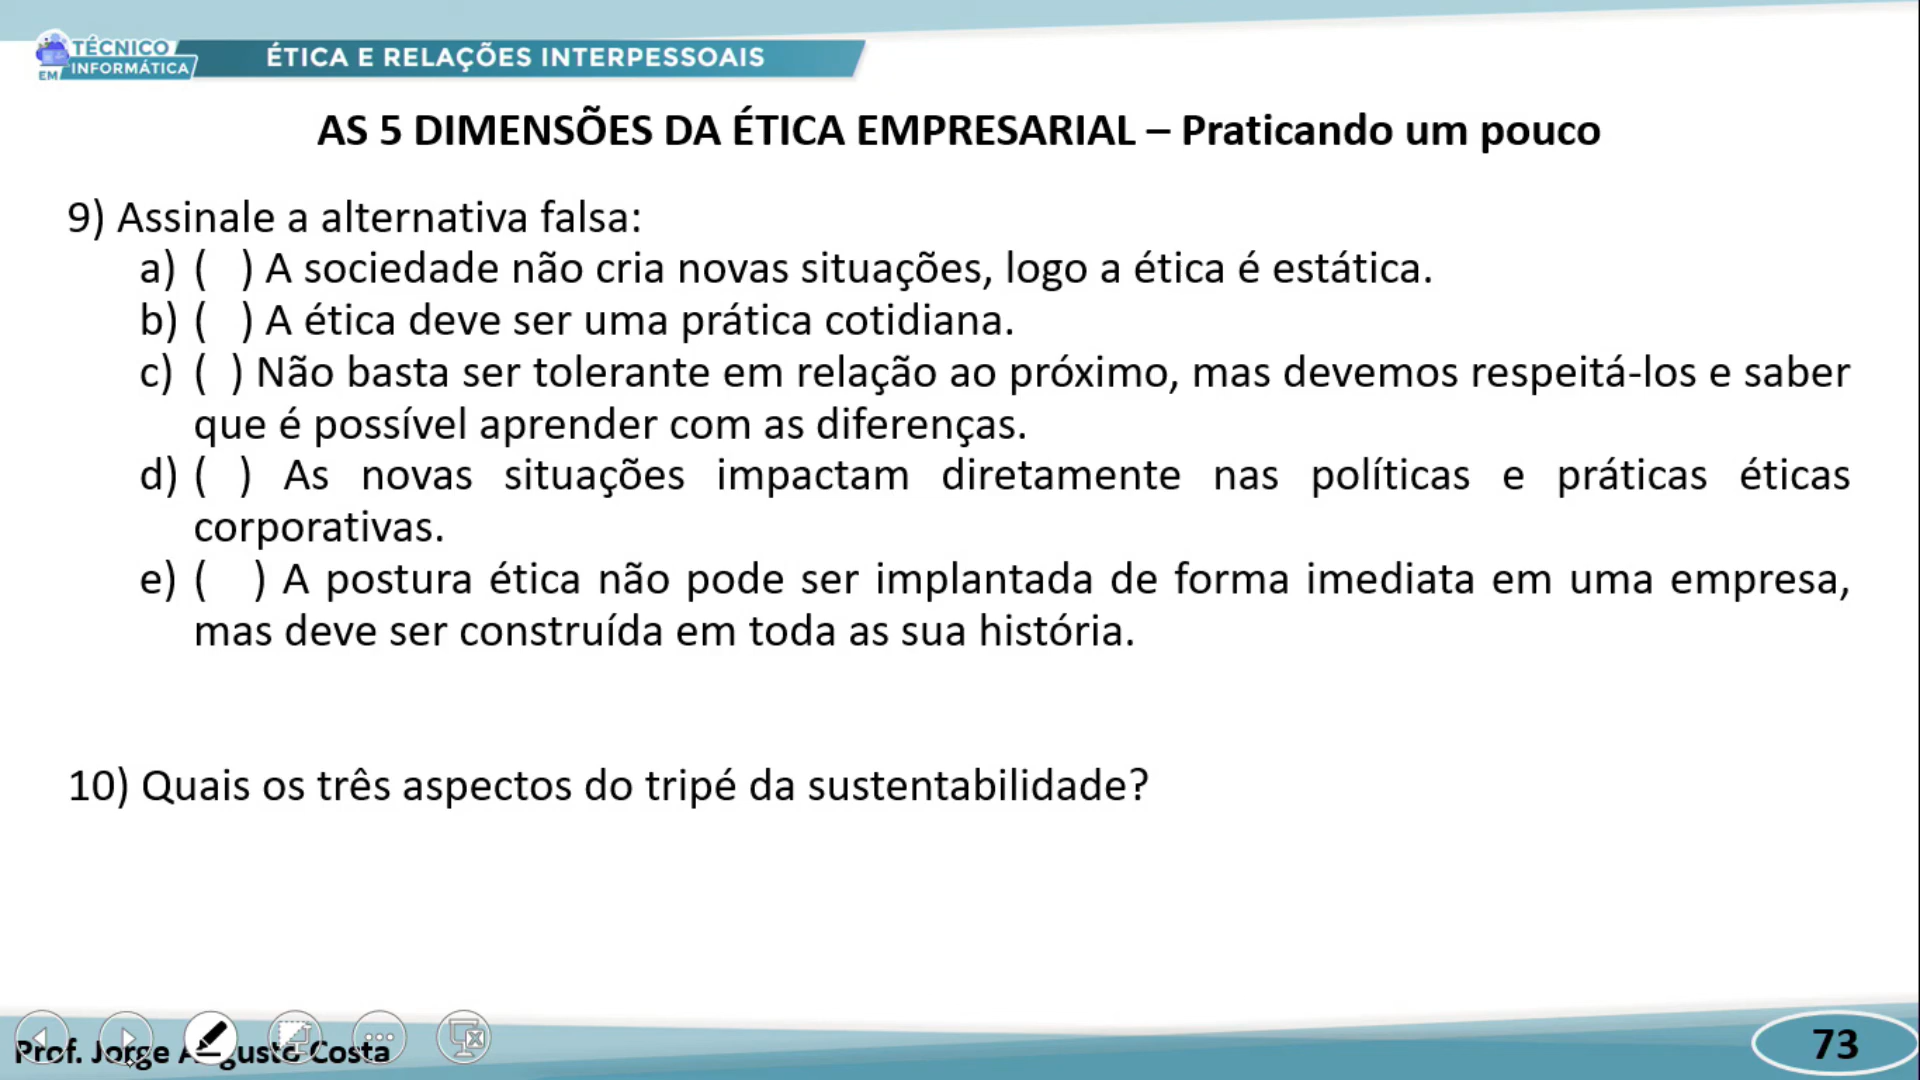 TÉCNICO
EM INFORMÁTICA
ÉTICA E RELAÇÕES INTERPESSOAIS
AS 5 DIMENSÕES DA ÉTICA EMPRESARIAL – Praticando um pouco
9) Assinale a alternativa falsa:
a) ( ) A sociedade não cria novas situações, logo a ética é estática.
b) ( ) A ética deve ser uma prática cotidiana.
c) ( ) Não basta ser tolerante em relação ao próximo, mas devemos respeitá-los e saber
que é possível aprender com as diferenças.
d) ( ) As novas situações impactam diretamente nas políticas e práticas éticas
corporativas.
e) ( ) A postura ética não pode ser implantada de forma imediata em uma empresa,
mas deve ser construída em toda as sua história.
10) Quais os três aspectos do tripé da sustentabilidade?
Prof. Jorge Augusto Costa
73